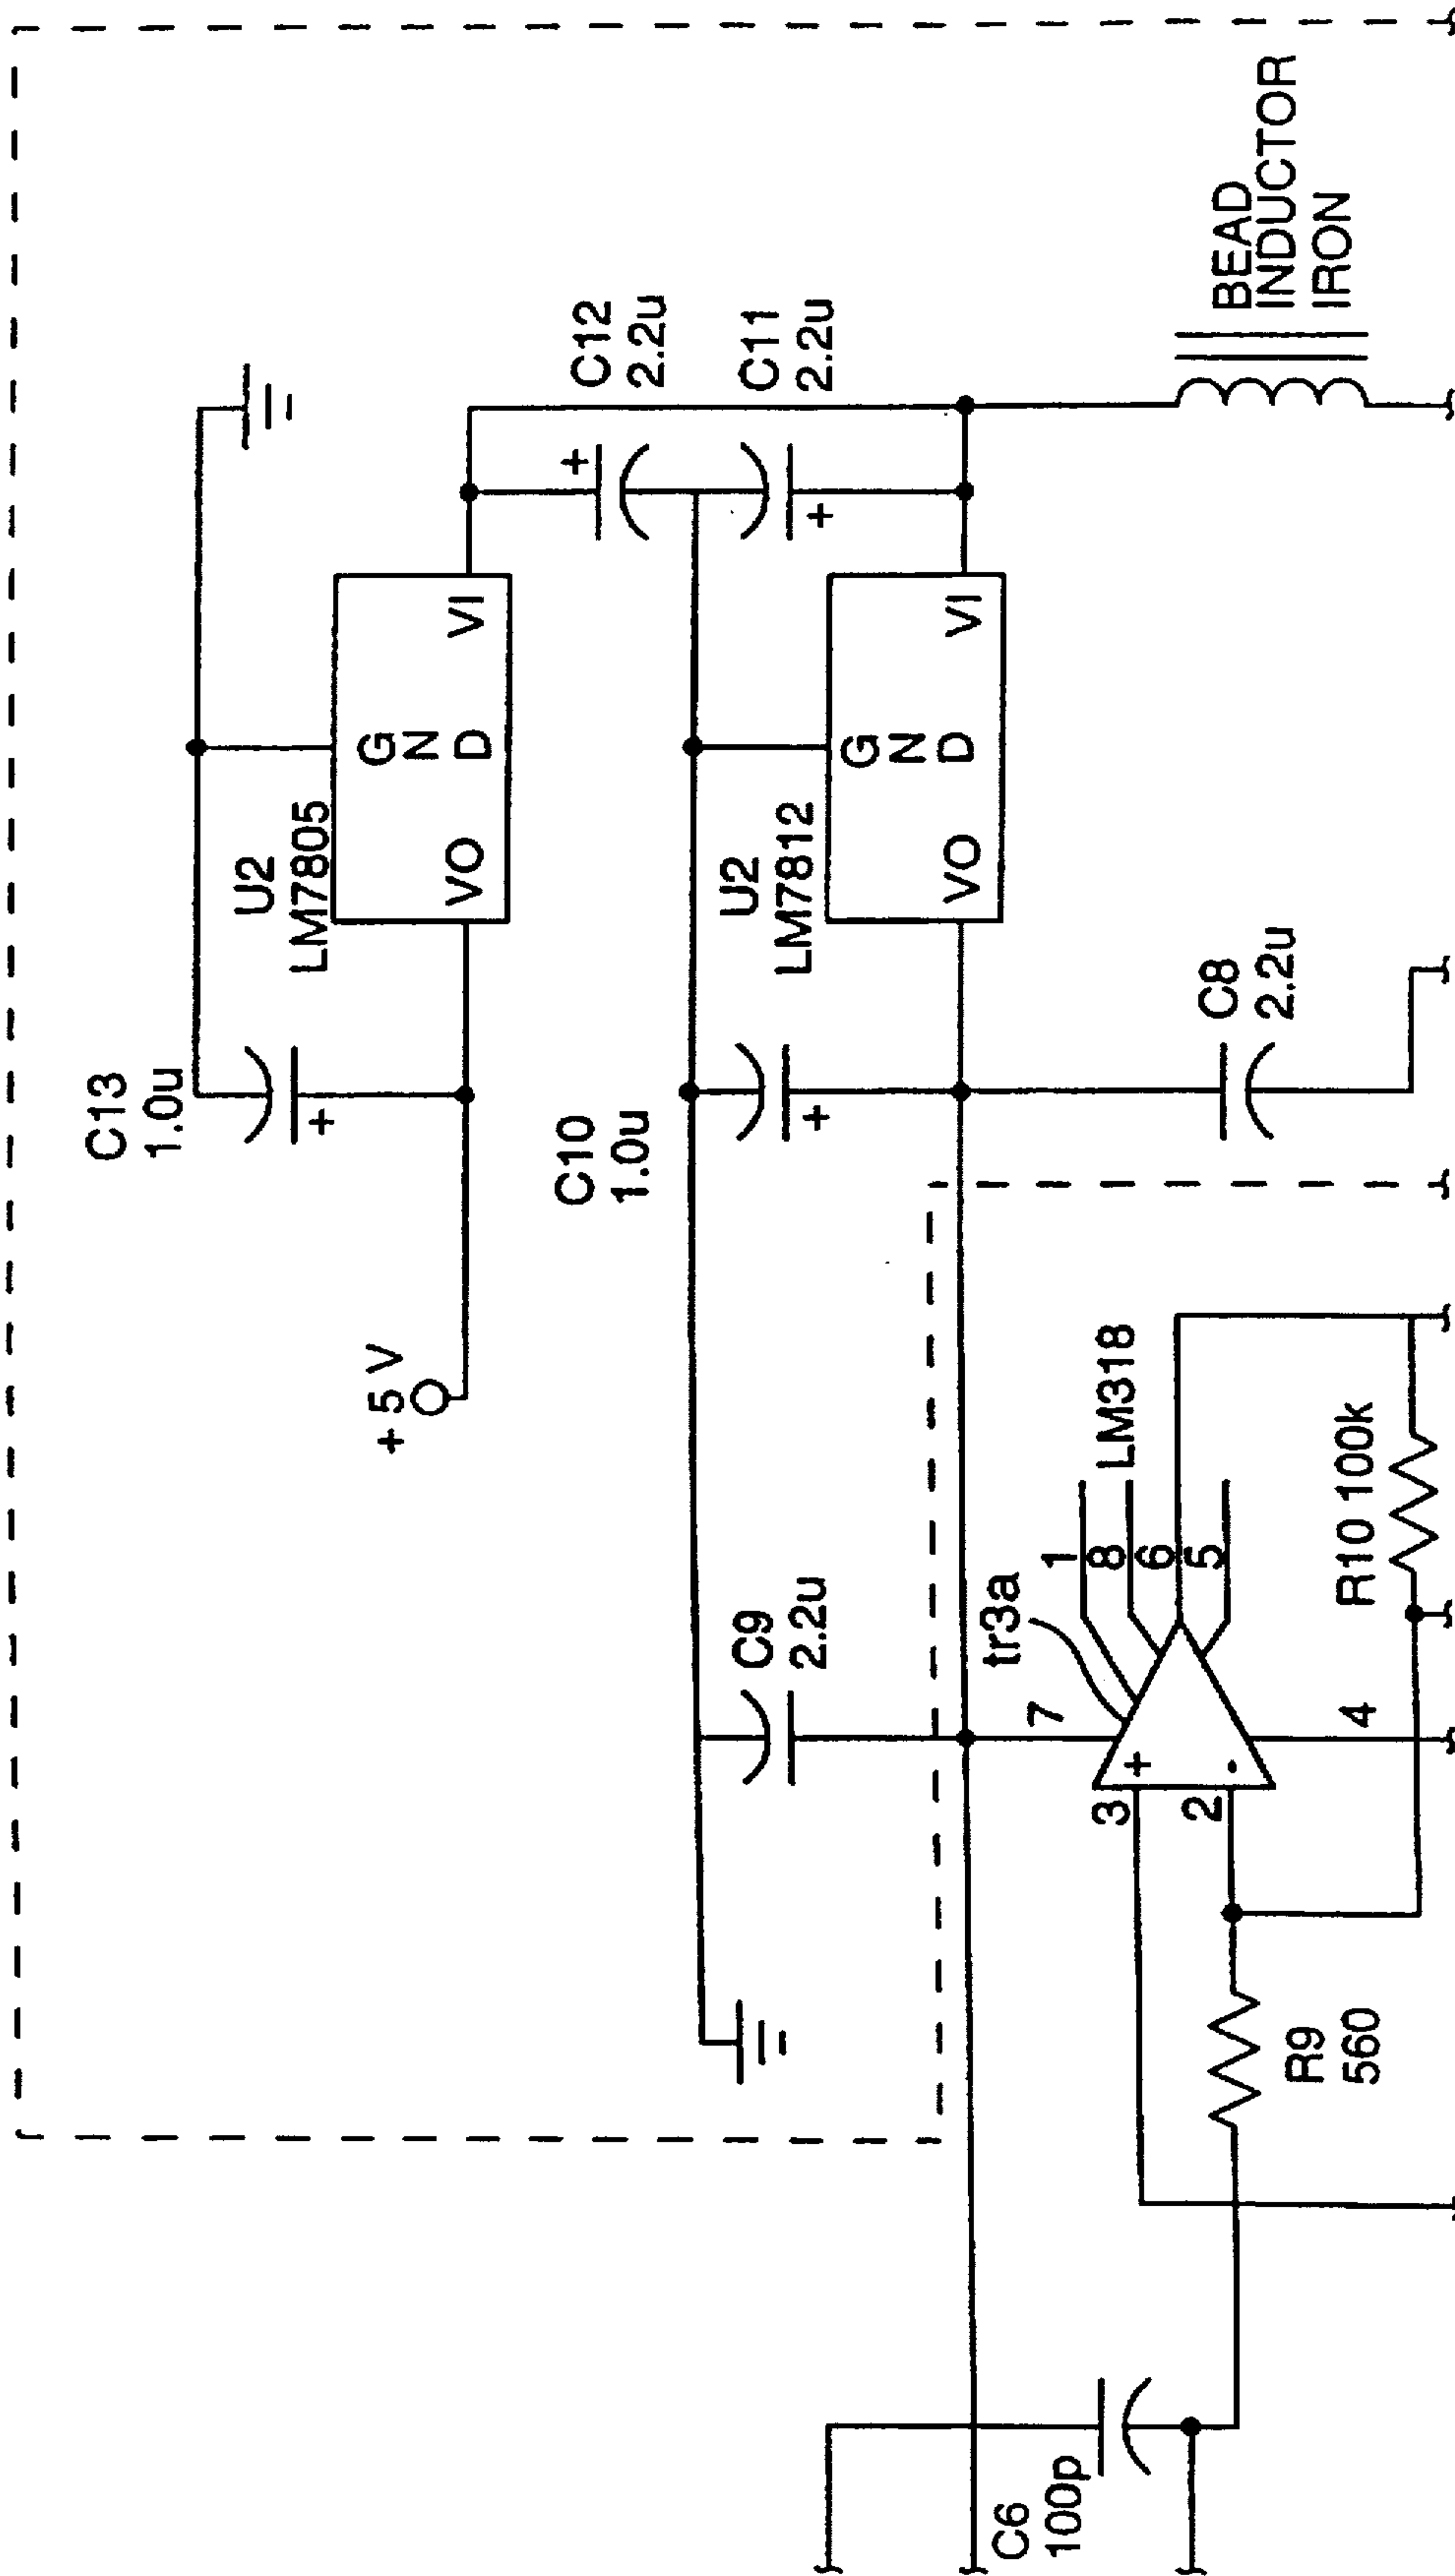 C13
1.0u
U2
LM7805
G
N
D
VO
VI
+ 5 V
C12
2.2u
C11
2.2u
C10
1.0u
U2
LM7812
G
N
D
VO
VI
C9
2.2u
C8
2.2u
BEAD
INDUCTOR
IRON
tr3a
LM318
7
1
8
6
5
3
+
2
-
4
R10 100k
R9
560
C6
100p
+
+
+
+